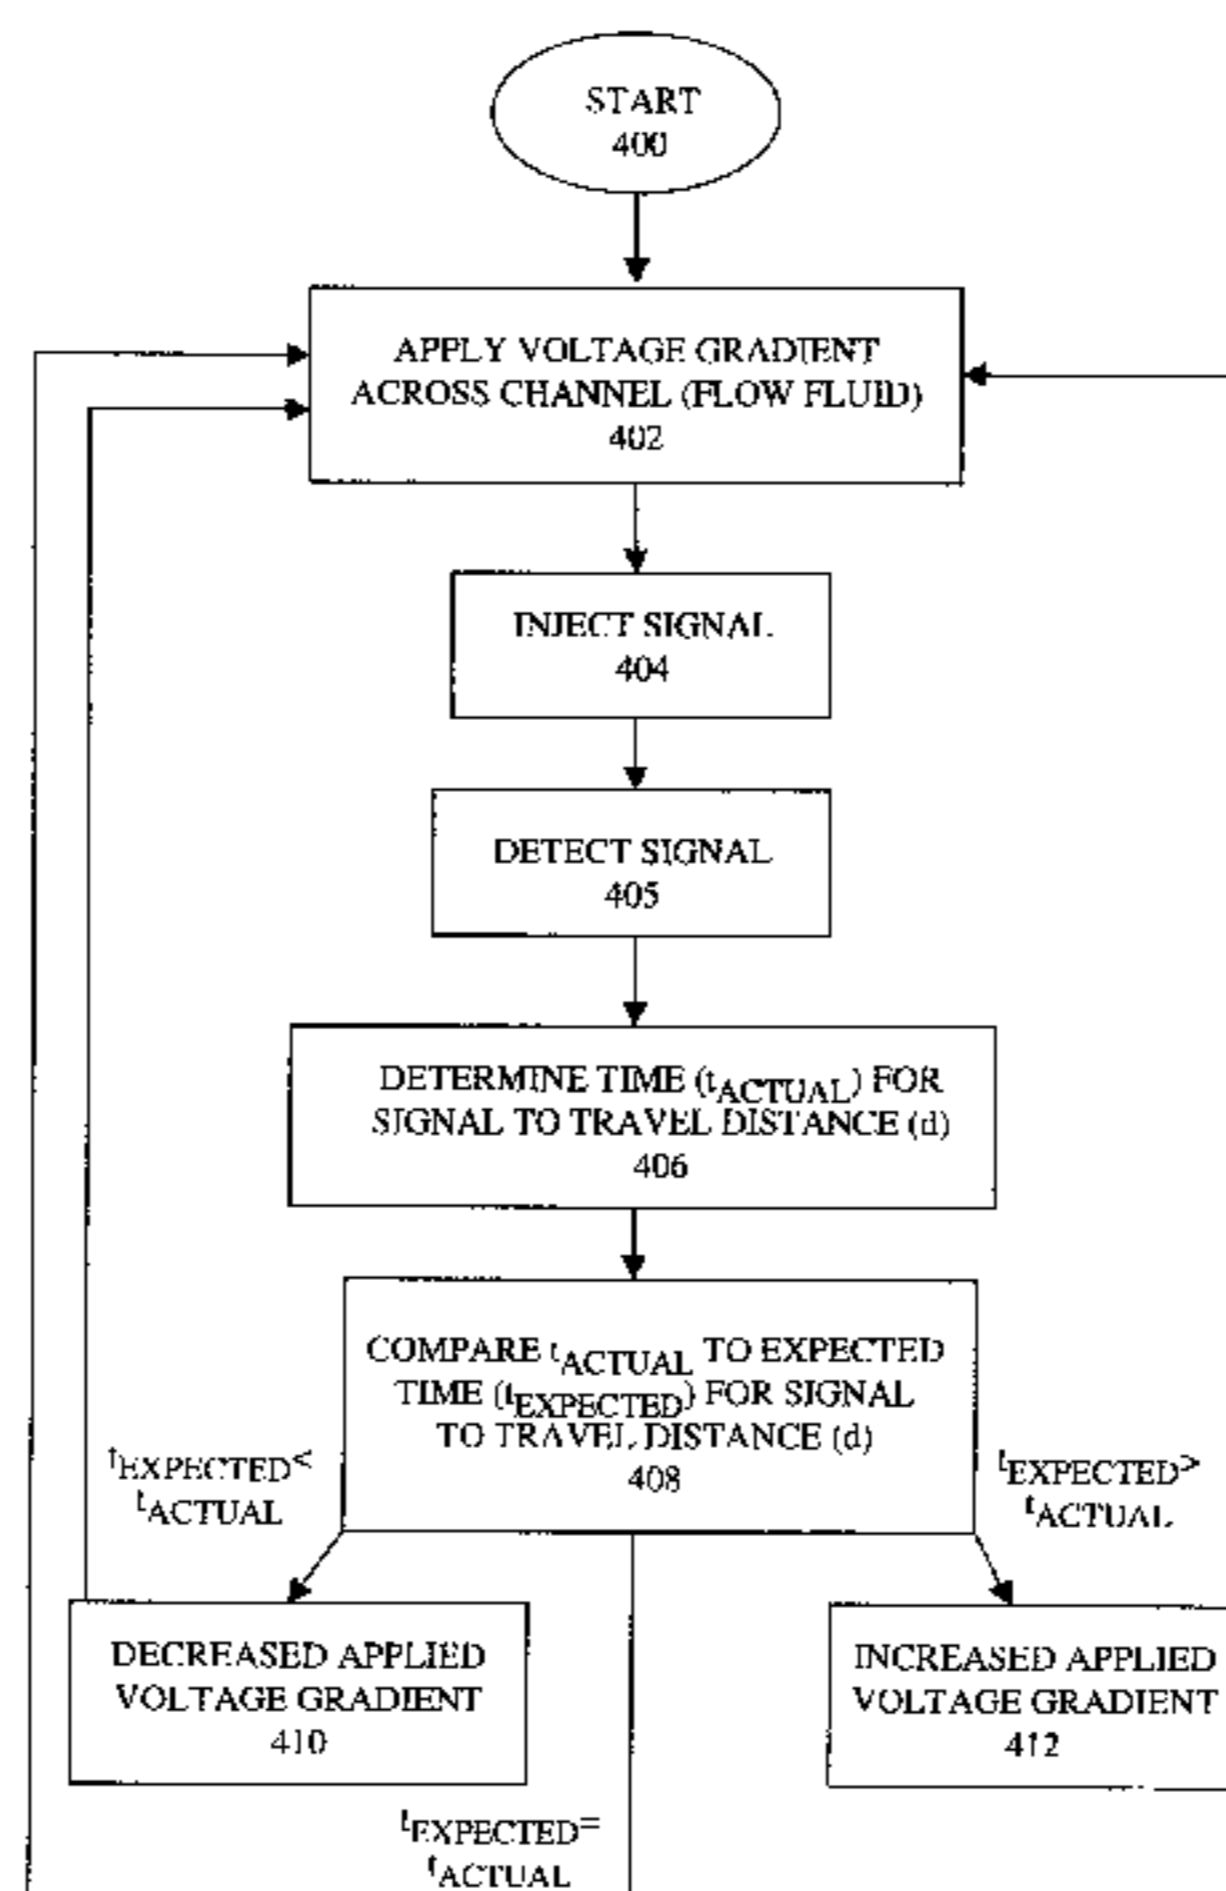 START
400
APPLY VOLTAGE GRADIENT
ACROSS CHANNEL (FLOW FLUID)
402
INJECT SIGNAL
404
DETECT SIGNAL
405
DETERMINE TIME (tACTUAL) FOR
SIGNAL TO TRAVEL DISTANCE (d)
406
COMPARE tACTUAL TO EXPECTED
TIME (tEXPECTED) FOR SIGNAL
TO TRAVEL DISTANCE (d)
408
tEXPECTED<
tACTUAL
tEXPECTED>
tACTUAL
DECREASED APPLIED
VOLTAGE GRADIENT
410
INCREASED APPLIED
VOLTAGE GRADIENT
412
tEXPECTED=
tACTUAL